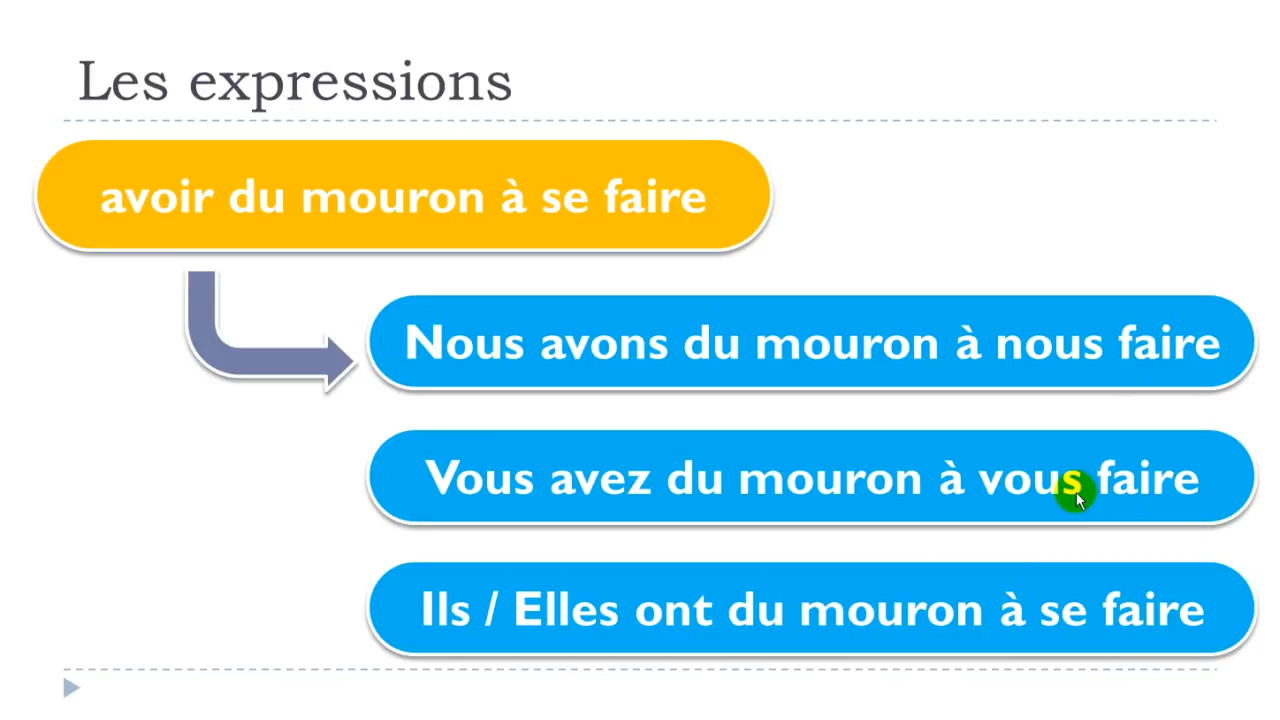 Les expressions
avoir du mouron à se faire
Nous avons du mouron à nous faire
Vous avez du mouron à vous faire
Ils / Elles ont du mouron à se faire